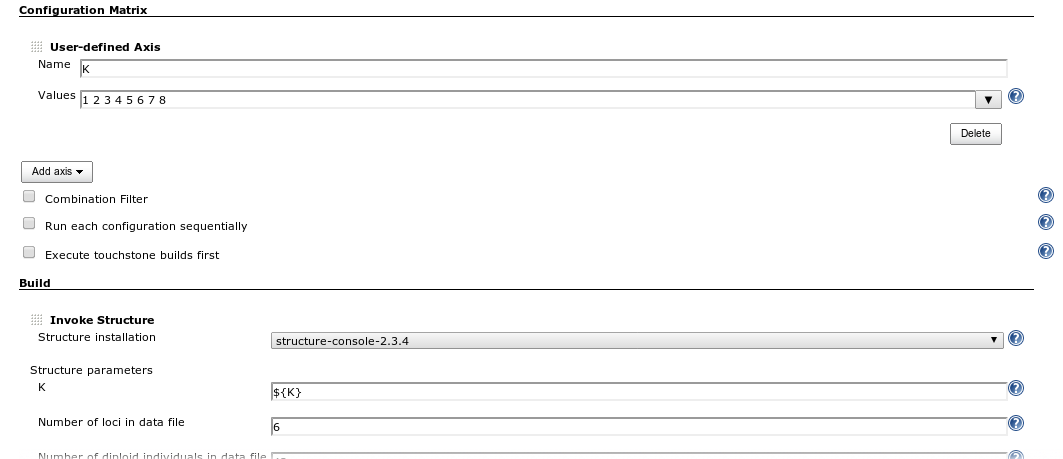 Configuration Matrix
User-defined Axis
Name K
Values 1 2 3 4 5 6 7 8
Delete
Add axis
Combination Filter
Run each configuration sequentially
Execute touchstone builds first
Build
Invoke Structure
Structure installation structure-console-2.3.4
Structure parameters
K ${K}
Number of loci in data file 6
Number of diploid individuals in data file